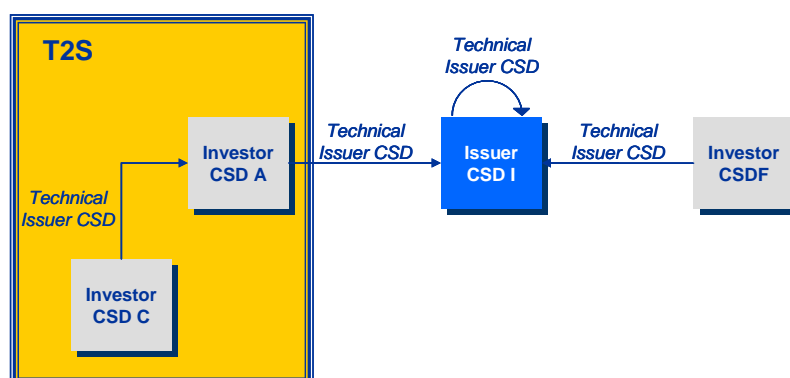 T2S
Technical
Issuer CSD
Investor
CSD A
Technical
Issuer CSD
Issuer
CSD I
Technical
Issuer CSD
Investor
CSDF
Technical
Issuer CSD
Investor
CSD C